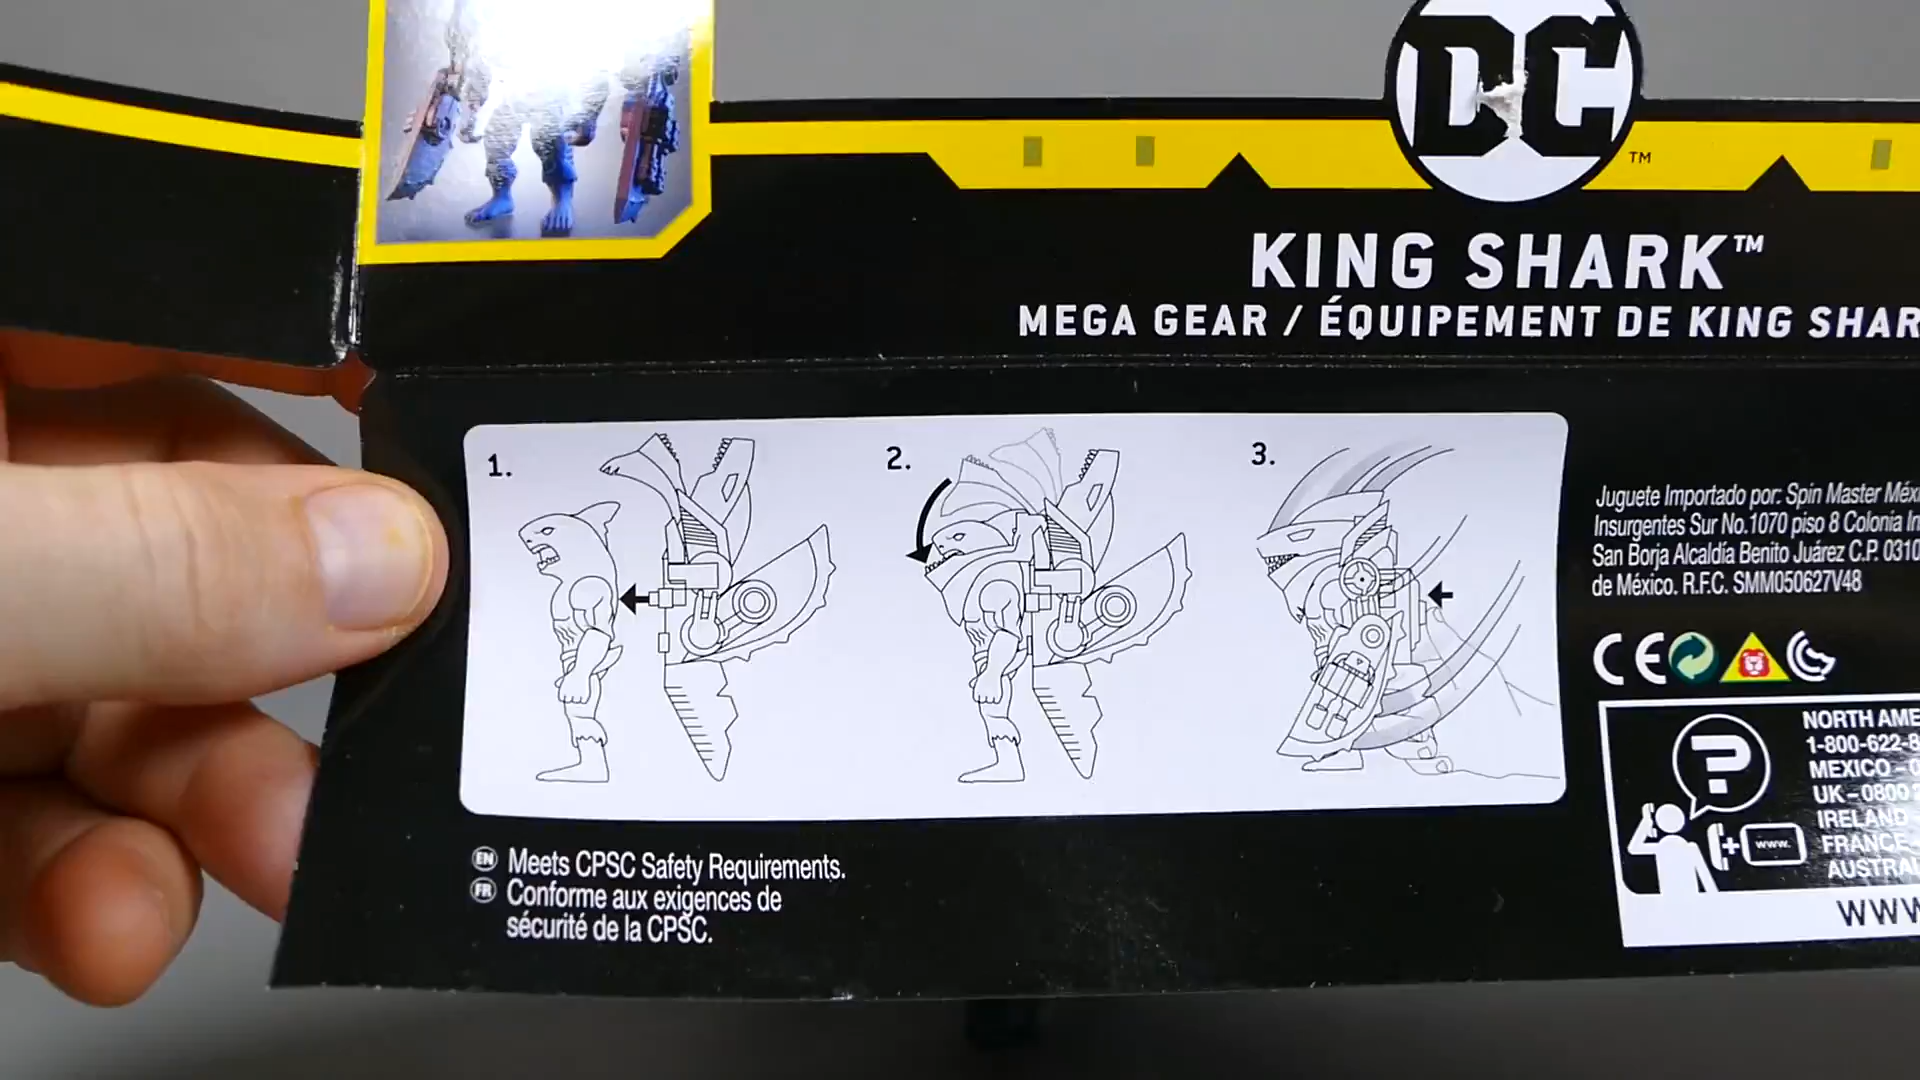 DC
TM
KING SHARK™
MEGA GEAR / ÉQUIPEMENT DE KING SHAR
1.
2.
3.
Juguete Importado por: Spin Master Méxi
Insurgentes Sur No. 1070 piso 8 Colonia In
San Borja Alcaldía Benito Juárez C.P. 0310
de México. R.F.C. SMM050627V48
CE
?
NORTH AME
1-800-622-8
MEXICO - 0
UK - 0800 2
IRELAND -
FRANCE -
AUSTRAL
+ www.
WWW
EN Meets CPSC Safety Requirements.
FR Conforme aux exigences de
sécurité de la CPSC.